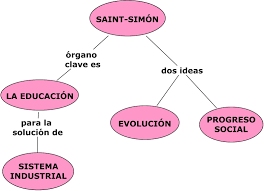 SAINT-SIMÓN
órgano
clave es
dos ideas
LA EDUCACIÓN
para la
solución de
EVOLUCIÓN
PROGRESO
SOCIAL
SISTEMA
INDUSTRIAL